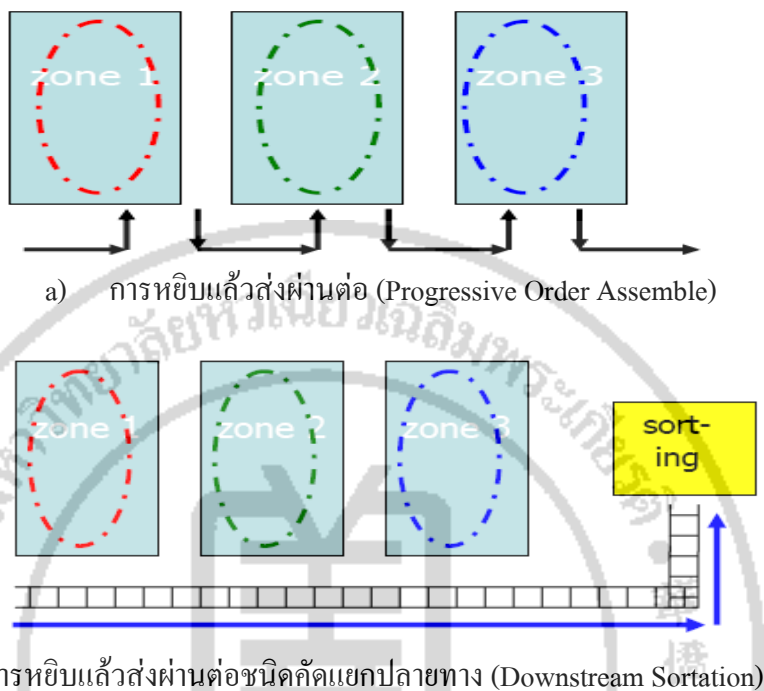 zone 1 zone 2 zone 3
a) การหยิบแล้วส่งผ่านต่อ (Progressive Order Assemble)
zone 1 zone 2 zone 3
sort-
ing
ารหยิบแล้วส่งผ่านต่อชนิดคัดแยกปลายทาง (Downstream Sortation)